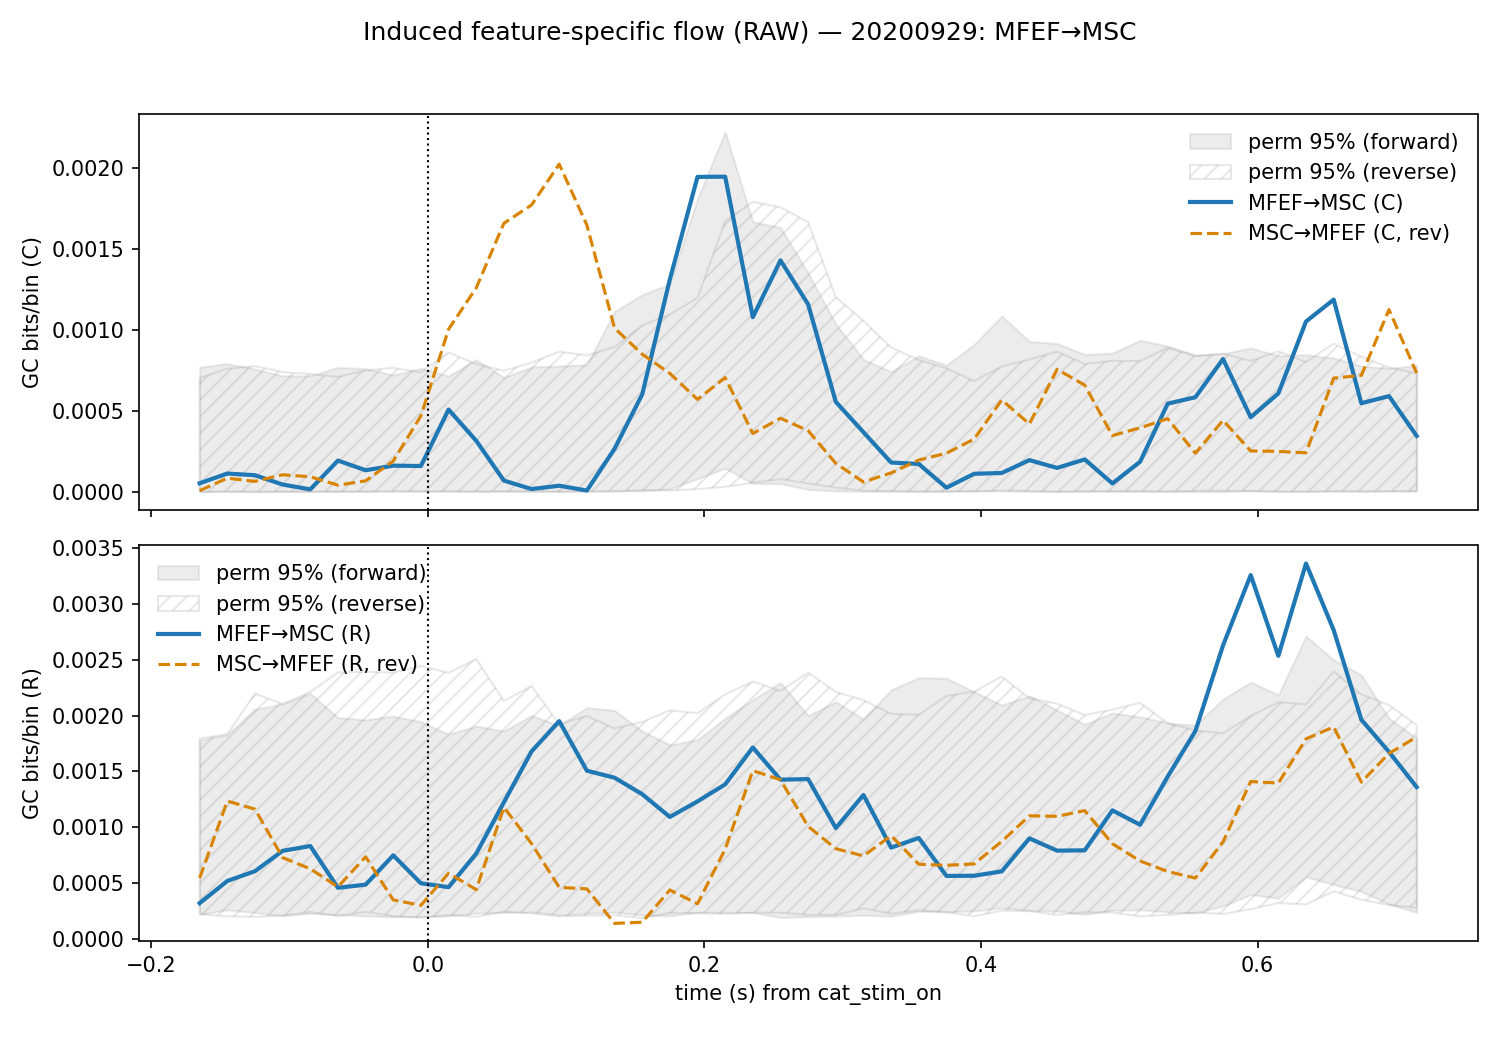 Induced feature-specific flow (RAW) — 20200929: MFEF→MSC
GC bits/bin (C)
0.0020
0.0015
0.0010
0.0005
0.0000
perm 95% (forward)
perm 95% (reverse)
MFEF→MSC (C)
MSC→MFEF (C, rev)
GC bits/bin (R)
0.0035
0.0030
0.0025
0.0020
0.0015
0.0010
0.0005
0.0000
perm 95% (forward)
perm 95% (reverse)
MFEF→MSC (R)
MSC→MFEF (R, rev)
−0.2 0.0 0.2 0.4 0.6
time (s) from cat_stim_on